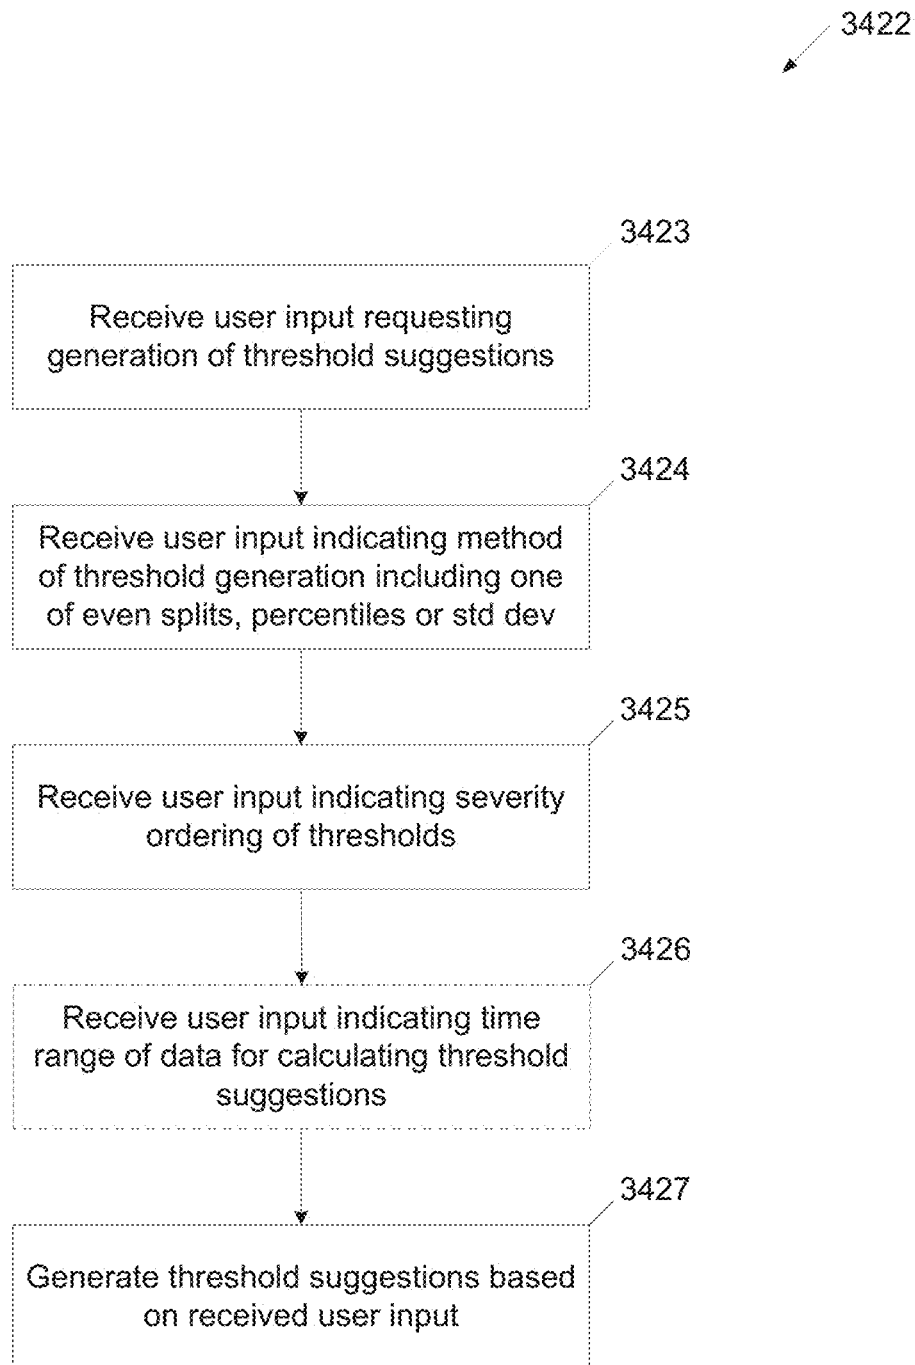 3422
3423
Receive user input requesting
generation of threshold suggestions
3424
Receive user input indicating method
of threshold generation including one
of even splits, percentiles or std dev
3425
Receive user input indicating severity
ordering of thresholds
3426
Receive user input indicating time
range of data for calculating threshold
suggestions
3427
Generate threshold suggestions based
on received user input